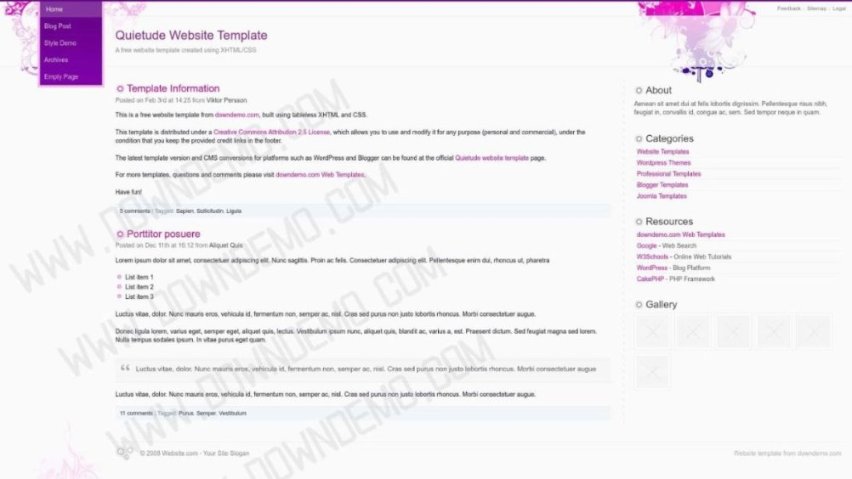 Home
Blog Post
Style Demo
Archives
Empty Page
Feedback · Sitemap · Legal
Quietude Website Template
A free website template created using XHTML/CSS
Template Information
Posted on Feb 3rd at 14:25 from Viktor Persson
This is a free website template from downdemo.com, built using tableless XHTML and CSS.
This template is distributed under a Creative Commons Attribution 2.5 License, which allows you to use and modify it for any purpose (personal and commercial), under the
condition that you keep the provided credit links in the footer.
The latest template version and CMS conversions for platforms such as WordPress and Blogger can be found at the official Quietude website template page.
For more templates, questions and comments please visit downdemo.com Web Templates.
Have fun!
5 comments | Tagged: Sapien, Sollicitudin, Ligula
Porttitor posuere
Posted on Dec 11th at 16:12 from Aliquet Quis
Lorem ipsum dolor sit amet, consectetuer adipiscing elit. Nunc sagittis. Proin ac felis. Consectetuer adipiscing elit. Pellentesque enim dui, rhoncus ut, pharetra
List item 1
List item 2
List item 3
Luctus vitae, dolor. Nunc mauris eros, vehicula id, fermentum non, semper ac, nisl. Cras sed purus non justo lobortis rhoncus. Morbi consectetuer augue.
Donec ligula lorem, varius eget, semper eget, aliquet quis, lectus. Vestibulum ipsum nunc, aliquet quis, blandit ac, varius a, est. Praesent dictum. Sed feugiat magna sed lorem.
Nulla tempus ipsum. In vitae purus eget quam.
“ Luctus vitae, dolor. Nunc mauris eros, vehicula id, fermentum non, semper ac, nisl. Cras sed purus non justo lobortis rhoncus. Morbi consectetuer augue
Luctus vitae, dolor. Nunc mauris eros, vehicula id, fermentum non, semper ac, nisl. Cras sed purus non justo lobortis rhoncus. Morbi consectetuer augue.
11 comments | Tagged: Purus, Semper, Vestibulum
About
Aenean sit amet dui at felis lobortis dignissim. Pellentesque risus nibh,
feugiat in, convallis id, congue ac, sem. Sed tempor neque in quam.
Categories
Website Templates
Wordpress Themes
Professional Templates
Blogger Templates
Joomla Templates
Resources
downdemo.com Web Templates
Google - Web Search
W3Schools - Online Web Tutorials
WordPress - Blog Platform
CakePHP - PHP Framework
Gallery
© 2008 Website.com - Your Site Slogan
Website template from downdemo.com
WWW.DOWNDEMO.COM
WWW.DOWNDEMO.COM
WWW.DOWNDEMO.COM
WWW.DOWNDEMO.COM